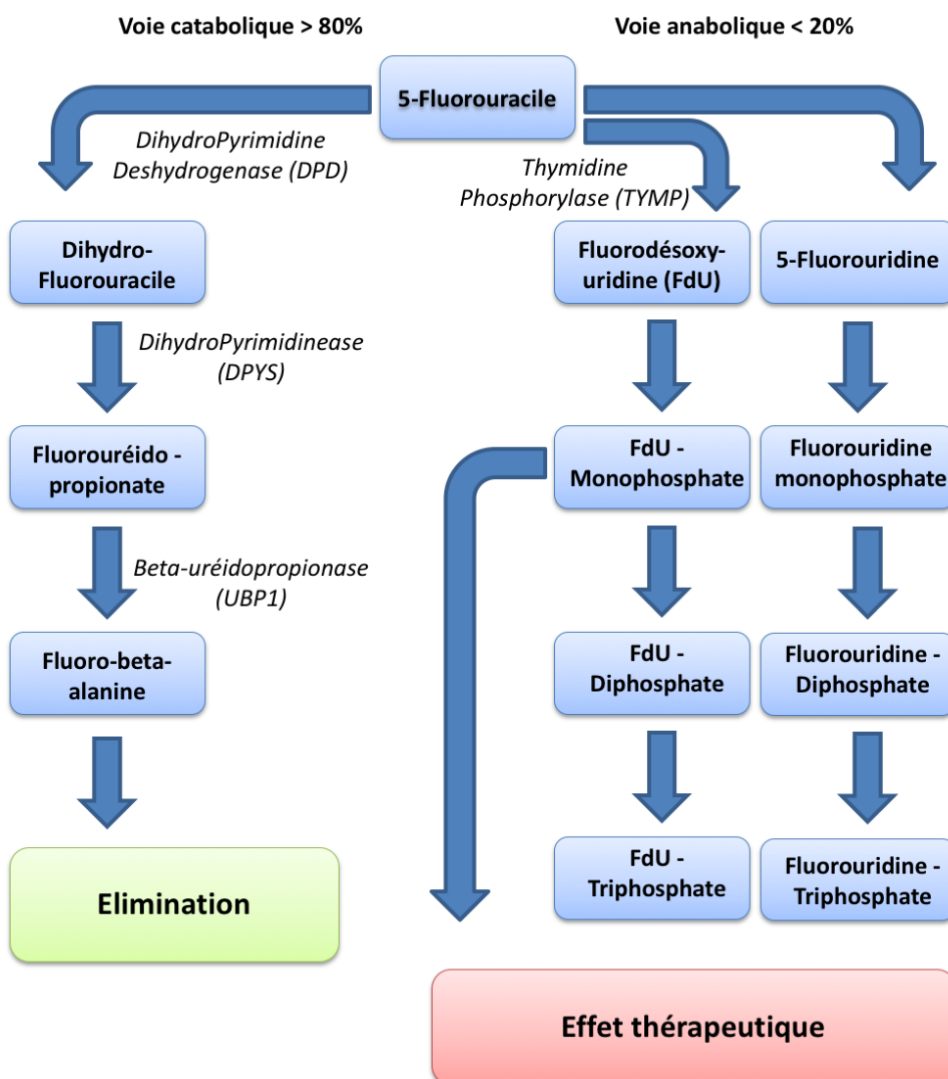 Voie catabolique > 80%
Voie anabolique < 20%
5-Fluorouracile
DihydroPyrimidine
Deshydrogenase (DPD)
Thymidine
Phosphorylase (TYMP)
Dihydro-
Fluorouracile
Fluorodésoxy-
uridine (FdU)
5-Fluorouridine
DihydroPyrimidinease
(DPYS)
Fluorouréido -
propionate
FdU -
Monophosphate
Fluorouridine
monophosphate
Beta-uréidopropionase
(UBP1)
Fluoro-beta-
alanine
FdU -
Diphosphate
Fluorouridine -
Diphosphate
Elimination
FdU -
Triphosphate
Fluorouridine -
Triphosphate
Effet thérapeutique